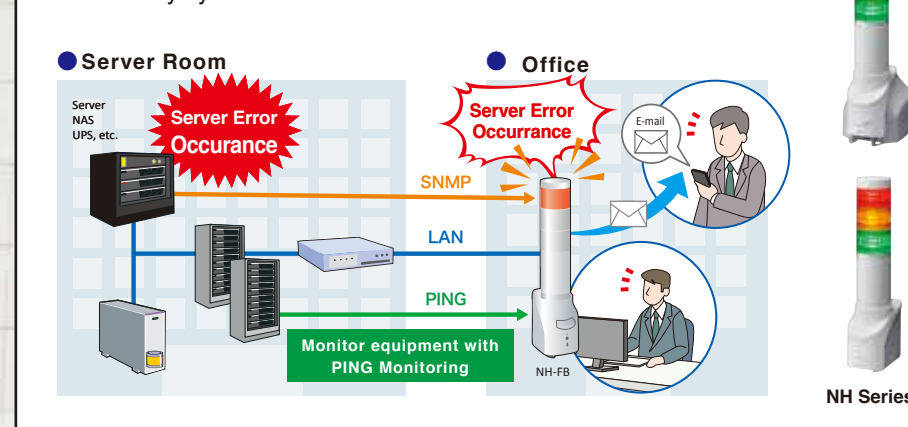 Server Room
Office
Server
NAS
UPS, etc.
Server Error
Occurance
Server Error
Occurrance
E-mail
SNMP
LAN
PING
Monitor equipment with
PING Monitoring
NH-FB
NH Series